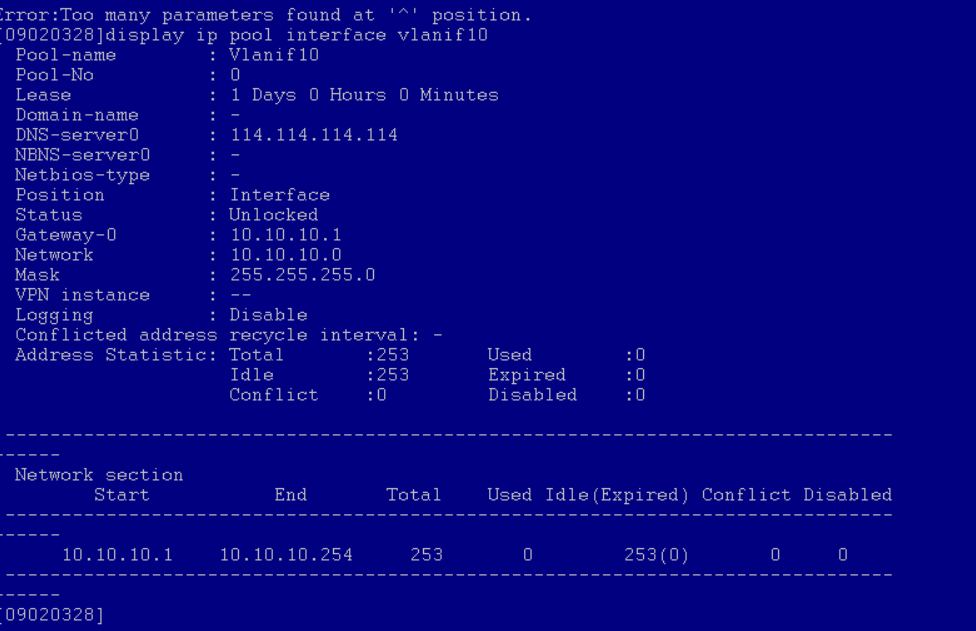 Error:Too many parameters found at '^' position.
[09020328]display ip pool interface vlanif10
  Pool-name        : Vlanif10
  Pool-No          : 0
  Lease            : 1 Days 0 Hours 0 Minutes
  Domain-name      : -
  DNS-server0      : 114.114.114.114
  NBNS-server0     : -
  Netbios-type     : -
  Position         : Interface
  Status           : Unlocked
  Gateway-0        : 10.10.10.1
  Network          : 10.10.10.0
  Mask             : 255.255.255.0
  VPN instance     : --
  Logging          : Disable
  Conflicted address recycle interval: -
  Address Statistic: Total       :253       Used        :0
                     Idle        :253       Expired     :0
                     Conflict    :0         Disabled    :0
 -------------------------------------------------------------------------------
------
  Network section
         Start           End       Total    Used Idle(Expired) Conflict Disabled
 -------------------------------------------------------------------------------
------
      10.10.10.1    10.10.10.254     253       0        253(0)       0     0
 -------------------------------------------------------------------------------
------
[09020328]